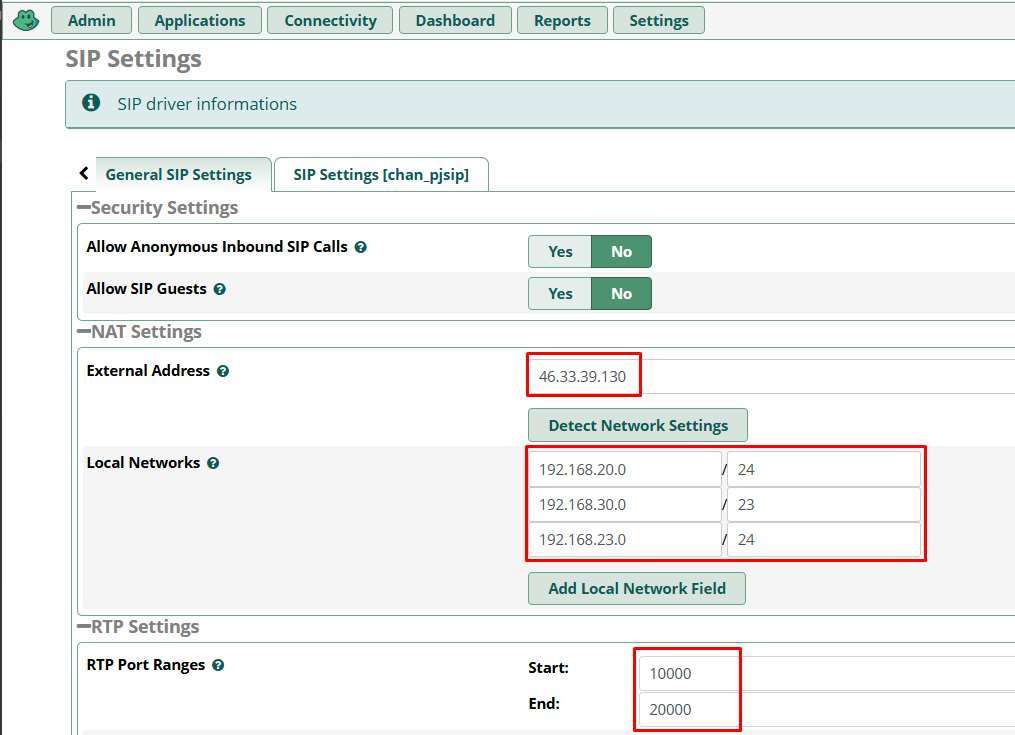 Admin Applications Connectivity Dashboard Reports Settings
SIP Settings
SIP driver informations
General SIP Settings SIP Settings [chan_pjsip]
Security Settings
Allow Anonymous Inbound SIP Calls Yes No
Allow SIP Guests Yes No
NAT Settings
External Address 46.33.39.130
Detect Network Settings
Local Networks 192.168.20.0 / 24
192.168.30.0 / 23
192.168.23.0 / 24
Add Local Network Field
RTP Settings
RTP Port Ranges Start: 10000
End: 20000